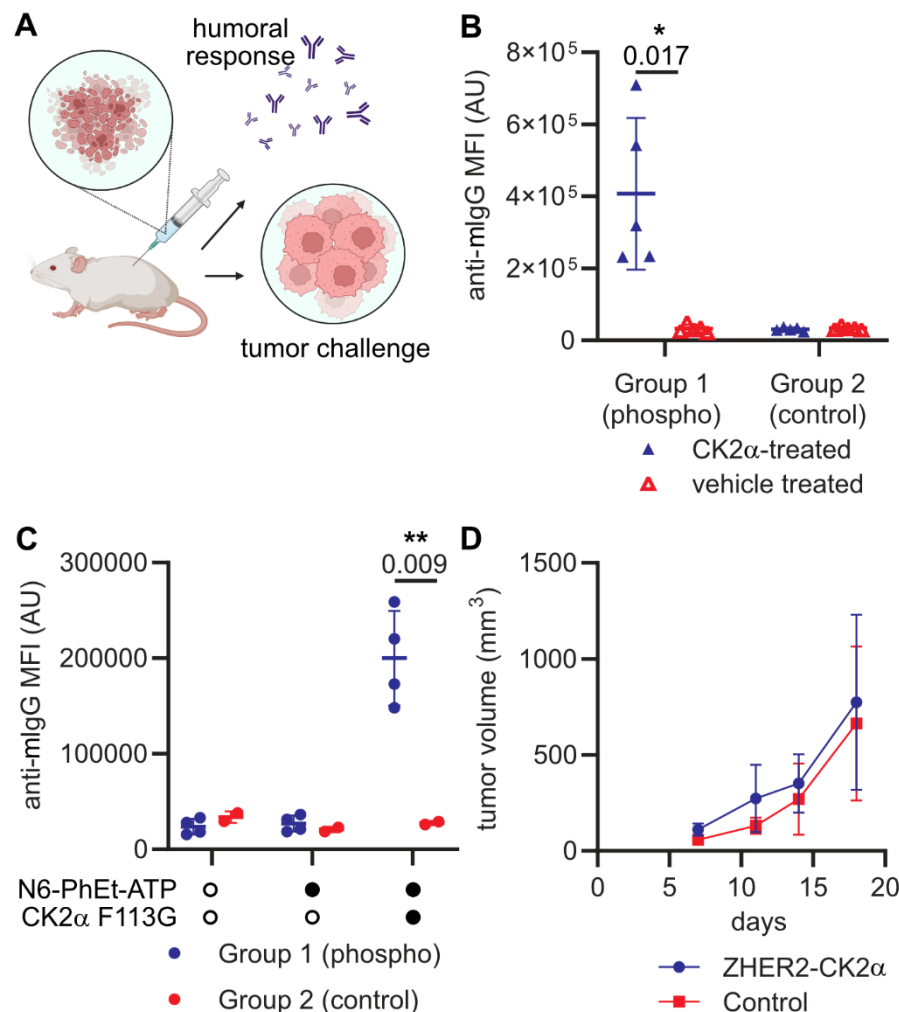 A
humoral
response
tumor challenge
B
anti-mIgG MFI (AU)
8×10⁵
6×10⁵
4×10⁵
2×10⁵
0
*
0.017
Group 1
(phospho)
Group 2
(control)
CK2α-treated
vehicle treated
C
anti-mIgG MFI (AU)
300000
200000
100000
0
**
0.009
N6-PhEt-ATP
CK2α F113G
Group 1 (phospho)
Group 2 (control)
D
tumor volume (mm³)
1500
1000
500
0
0 5 10 15 20
days
ZHER2-CK2α
Control